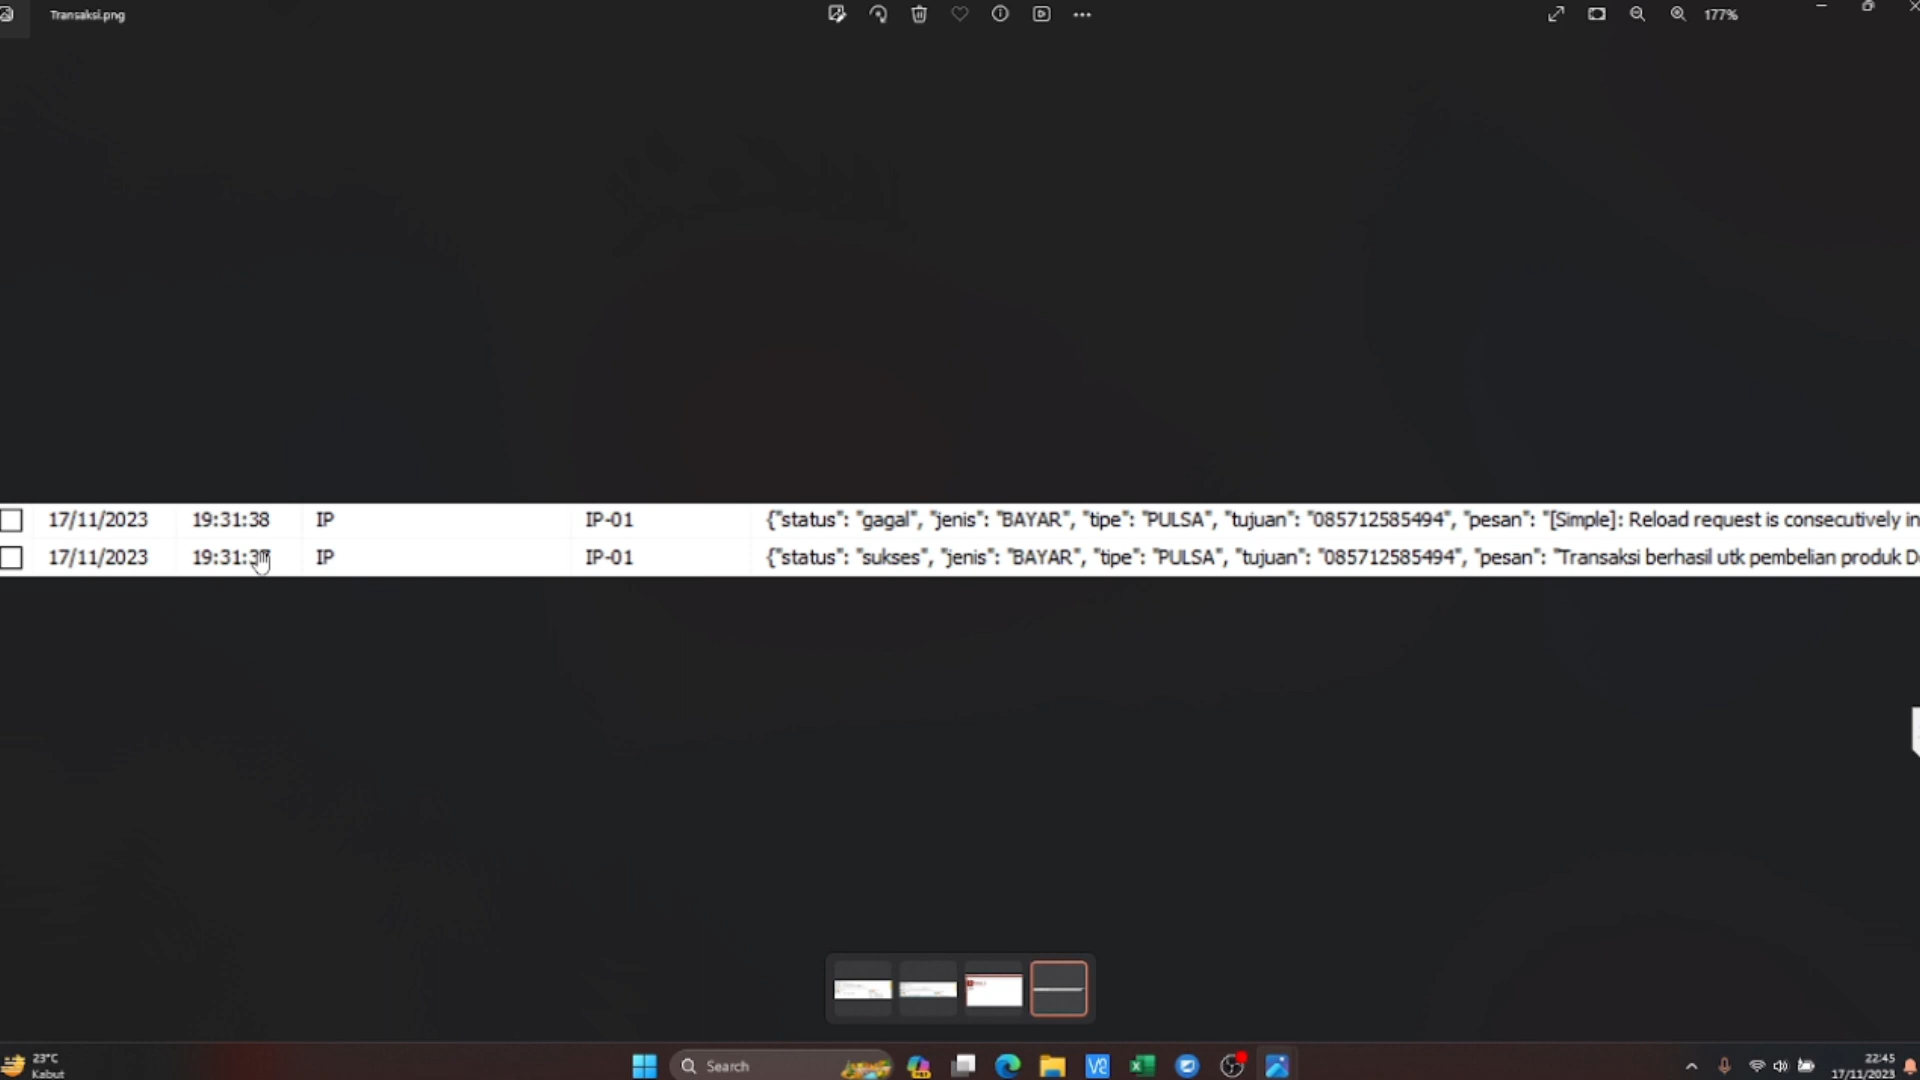 Transaksi.png
177%
17/11/2023 19:31:38 IP IP-01 {"status": "gagal", "jenis": "BAYAR", "tipe": "PULSA", "tujuan": "085712585494", "pesan": "[Simple]: Reload request is consecutively in
17/11/2023 IP IP-01 {"status": "sukses", "jenis": "BAYAR", "tipe": "PULSA", "tujuan": "085712585494", "pesan": "Transaksi berhasil utk pembelian produk D
23°C
Kabut
Search
22:45
17/11/2023